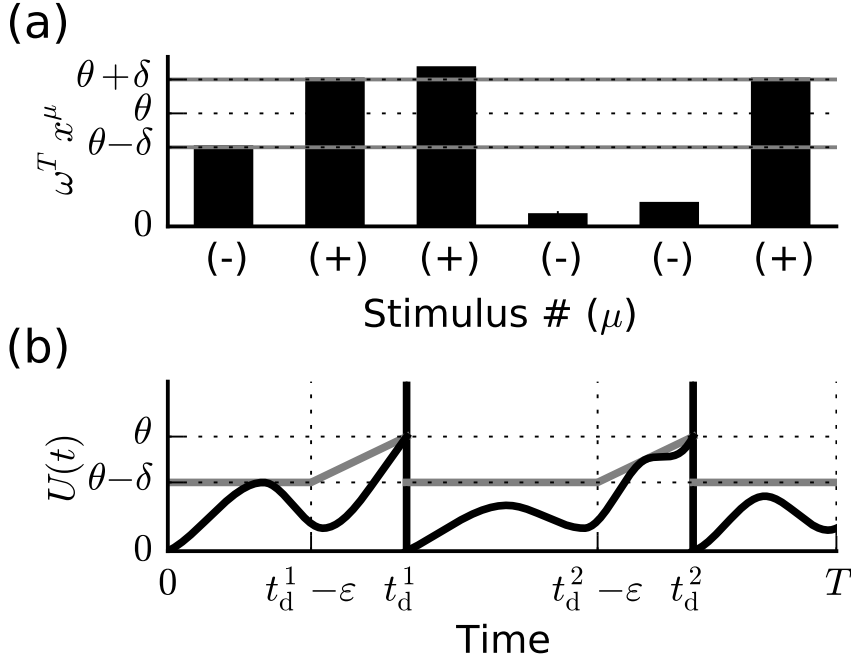 (a)
θ+δ
θ
θ−δ
0
ω^T x^μ
(-) (+) (+) (-) (-) (+)
Stimulus # (μ)
(b)
θ
θ−δ
0
U(t)
0 t_d^1−ε t_d^1 t_d^2−ε t_d^2 T
Time